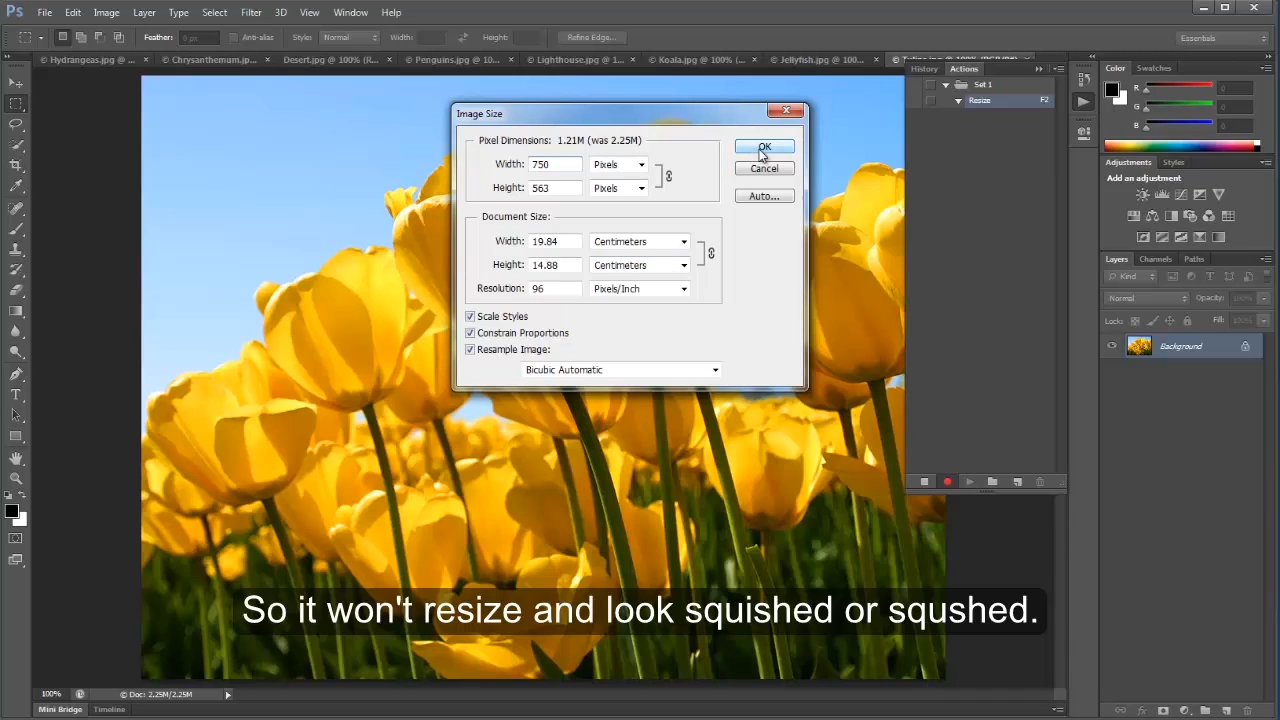 Ps File Edit Image Layer Type Select Filter 3D View Window Help
Feather: 0 px Anti-alias Style: Normal Width: Height: Refine Edge... Essentials
© Hydrangeas.jpg @ ... × © Chrysanthemum.jp... × Desert.jpg @ 100% (R... × © Penguins.jpg @ 10... × © Lighthouse.jpg @ 1... × © Koala.jpg @ 100% (... × © Jellyfish.jpg @ 100... ×
History Actions
Set 1
Resize F2
Color Swatches
R 0
G 0
B 0
Adjustments Styles
Add an adjustment
Layers Channels Paths
Kind
Normal Opacity: 100%
Lock: Fill: 100%
Background
Image Size
Pixel Dimensions: 1.21M (was 2.25M)
Width: 750 Pixels
Height: 563 Pixels
OK
Cancel
Auto...
Document Size:
Width: 19.84 Centimeters
Height: 14.88 Centimeters
Resolution: 96 Pixels/Inch
Scale Styles
Constrain Proportions
Resample Image:
Bicubic Automatic
So it won't resize and look squished or squshed.
100% © Doc: 2.25M/2.25M
Mini Bridge Timeline